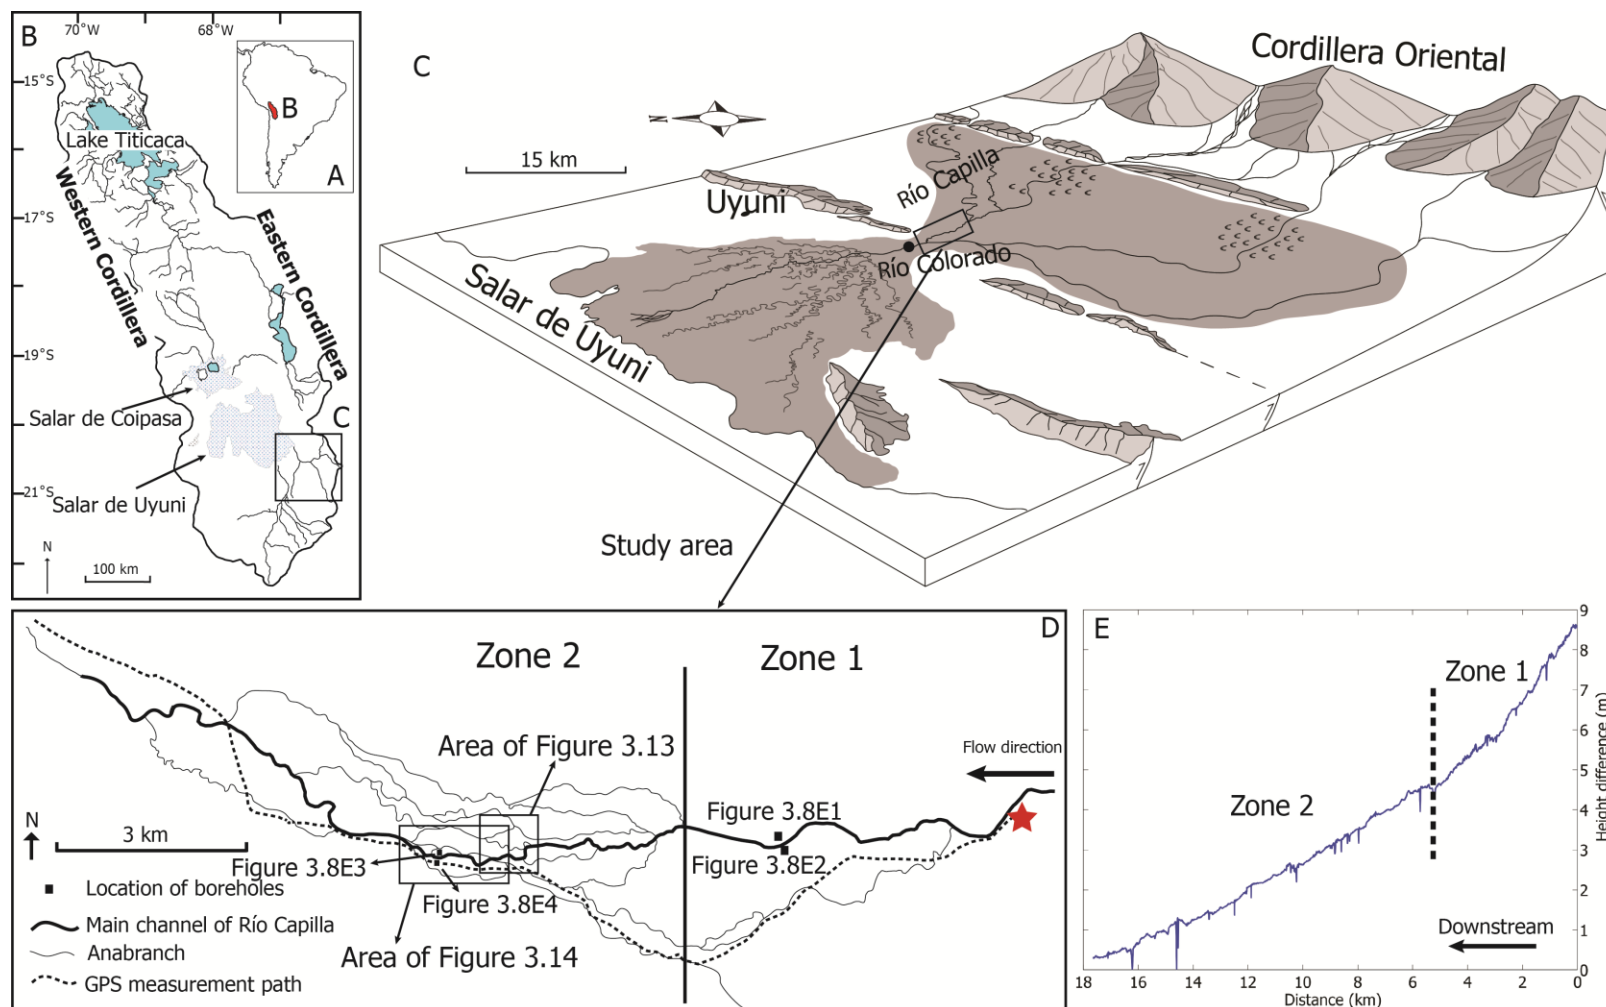 B
70°W
68°W
15°S
17°S
19°S
21°S
Lake Titicaca
Western Cordillera
Eastern Cordillera
Salar de Coipasa
Salar de Uyuni
C
N
100 km
B
A
C
Cordillera Oriental
N
15 km
Uyuni
Río Capilla
Río Colorado
Salar de Uyuni
Study area
D
Zone 2
Zone 1
Area of Figure 3.13
Flow direction
Figure 3.8E1
Figure 3.8E2
Figure 3.8E3
Figure 3.8E4
Area of Figure 3.14
N
3 km
Location of boreholes
Main channel of Río Capilla
Anabranch
GPS measurement path
E
Zone 1
Zone 2
Downstream
9
8
7
6
5
4
3
2
1
0
Height difference (m)
18 16 14 12 10 8 6 4 2 0
Distance (km)